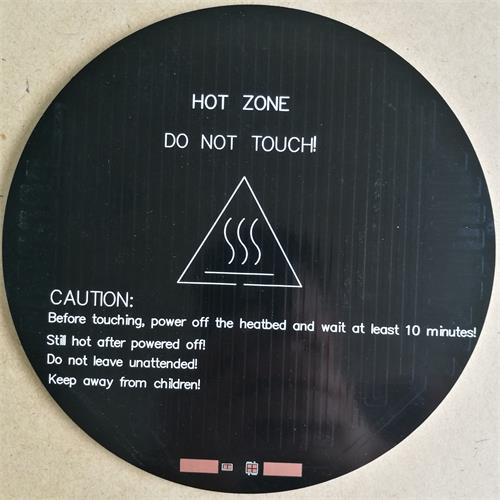 HOT ZONE
DO NOT TOUCH!
CAUTION:
Before touching, power off the heatbed and wait at least 10 minutes!
Still hot after powered off!
Do not leave unattended!
Keep away from children!